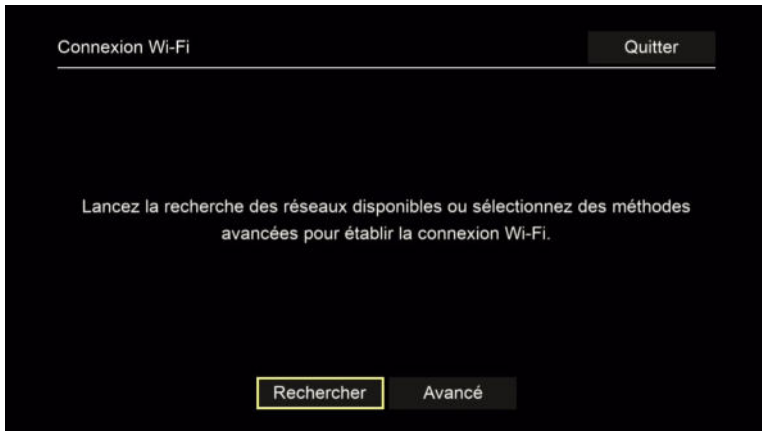 Connexion Wi-Fi
Quitter
Lancez la recherche des réseaux disponibles ou sélectionnez des méthodes
avancées pour établir la connexion Wi-Fi.
Rechercher
Avancé